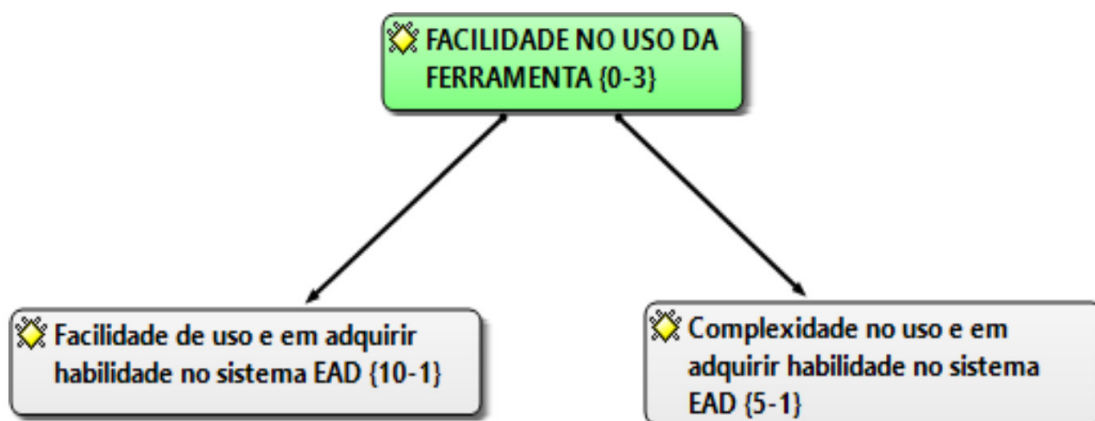 FACILIDADE NO USO DA
FERRAMENTA {0-3}
Facilidade de uso e em adquirir
habilidade no sistema EAD {10-1}
Complexidade no uso e em
adquirir habilidade no sistema
EAD {5-1}